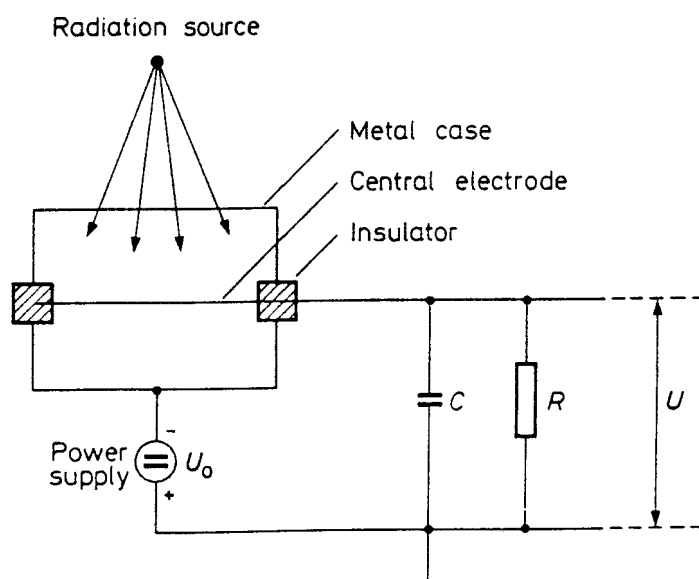 Radiation source
Metal case
Central electrode
Insulator
C
R
U
-
Power
supply
U₀
+